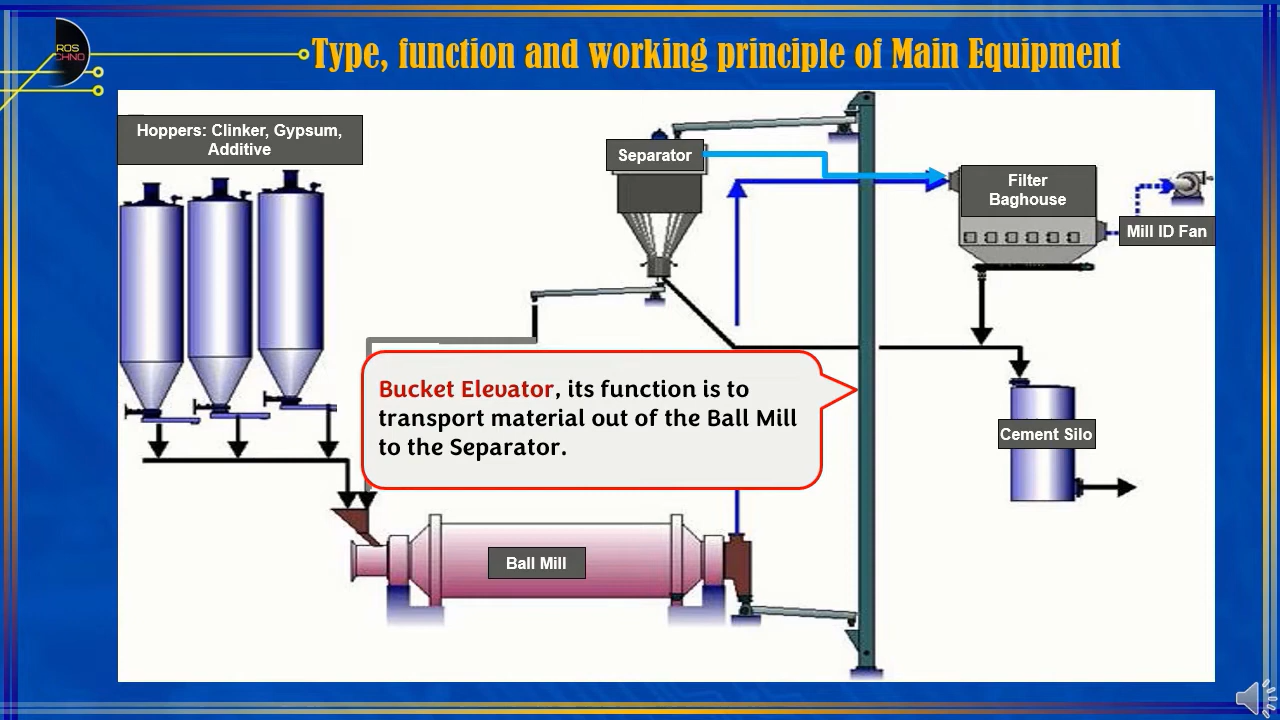 ROS
CHNO
Type, function and working principle of Main Equipment
Hoppers: Clinker, Gypsum,
Additive
Separator
Filter
Baghouse
Mill ID Fan
Bucket Elevator, its function is to
transport material out of the Ball Mill
to the Separator.
Cement Silo
Ball Mill